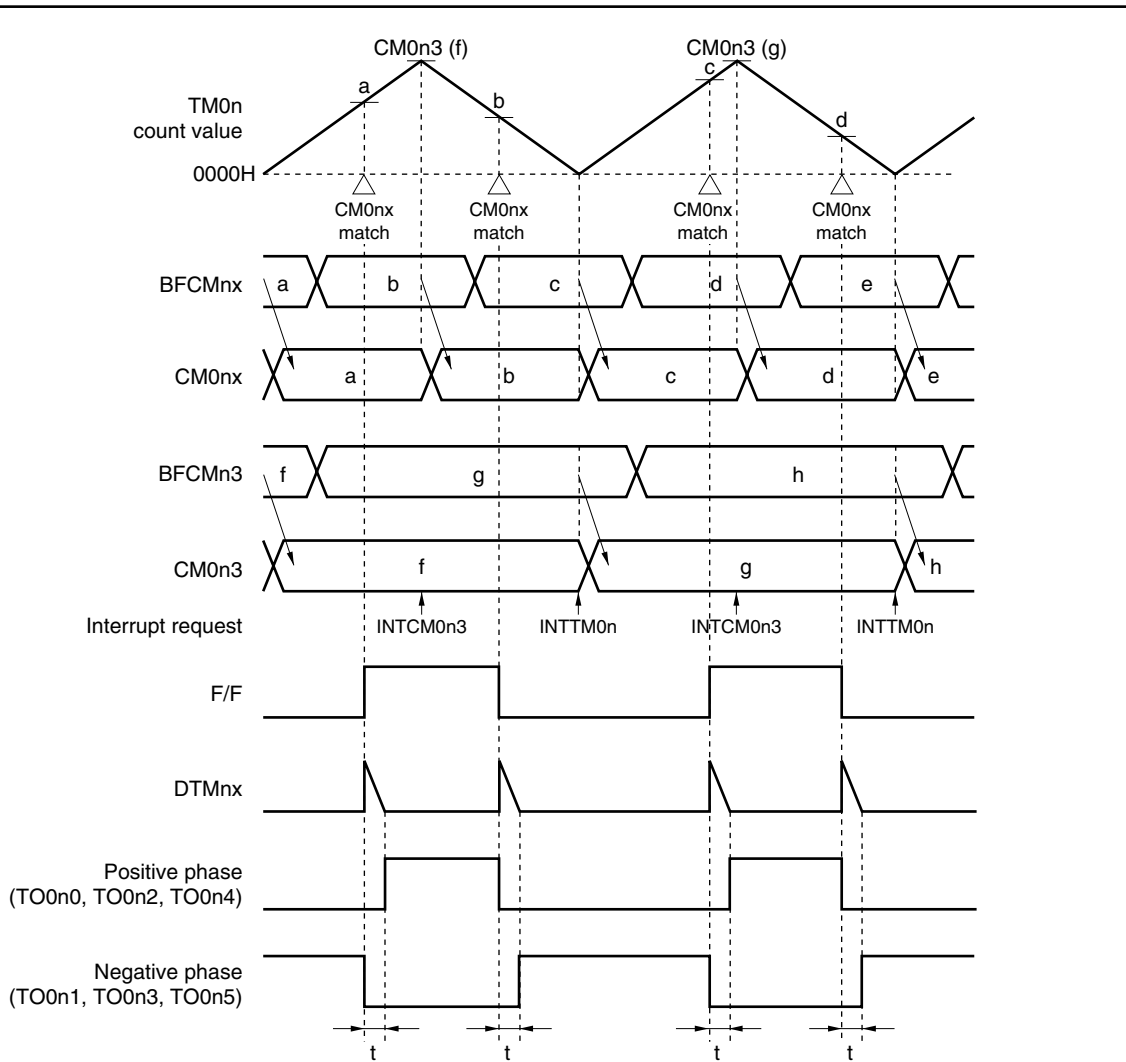 CM0n3 (f)
CM0n3 (g)
a
b
c
d
TM0n
count value
0000H
CM0nx
match
CM0nx
match
CM0nx
match
CM0nx
match
BFCMnx
a
b
c
d
e
CM0nx
a
b
c
d
e
BFCMn3
f
g
h
CM0n3
f
g
h
Interrupt request
INTCM0n3
INTTM0n
INTCM0n3
INTTM0n
F/F
DTMnx
Positive phase
(TO0n0, TO0n2, TO0n4)
Negative phase
(TO0n1, TO0n3, TO0n5)
t
t
t
t